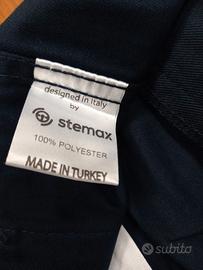 designed in Italy
by
stemax
100% POLYESTER
MADE IN TURKEY
subito